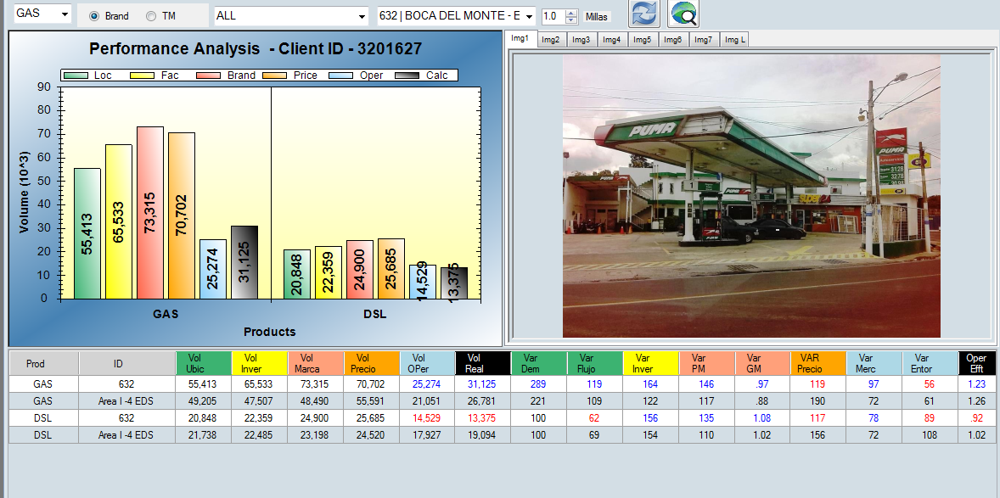 GAS Brand TM ALL 632 | BOCA DEL MONTE - E 1.0 Millas
Img1 Img2 Img3 Img4 Img5 Img6 Img7 Img L
Performance Analysis - Client ID - 3201627
Loc Fac Brand Price Oper Calc
Volume (10^3)
90
80
70
60
50
40
30
20
10
0
55,413 65,533 73,315 70,702 25,274 31,125 20,848 22,359 24,900 25,685 14,529 13,375
GAS DSL
Products
PUMA
PUMA
PUMA
SUPER
Prod ID Vol Ubic Vol Inver Vol Marca Vol Precio Vol OPer Vol Real Var Dem Var Flujo Var Inver Var PM Var GM VAR Precio Var Merc Var Entor Oper Efft
GAS 632 55,413 65,533 73,315 70,702 25,274 31,125 289 119 164 146 .97 119 97 56 1.23
GAS Area I -4 EDS 49,205 47,507 48,490 55,591 21,051 26,781 221 109 122 117 .88 190 72 61 1.26
DSL 632 20,848 22,359 24,900 25,685 14,529 13,375 100 62 156 135 1.08 117 78 89 .92
DSL Area I -4 EDS 21,738 22,485 23,198 24,520 17,927 19,094 100 69 154 110 1.02 156 72 108 1.02